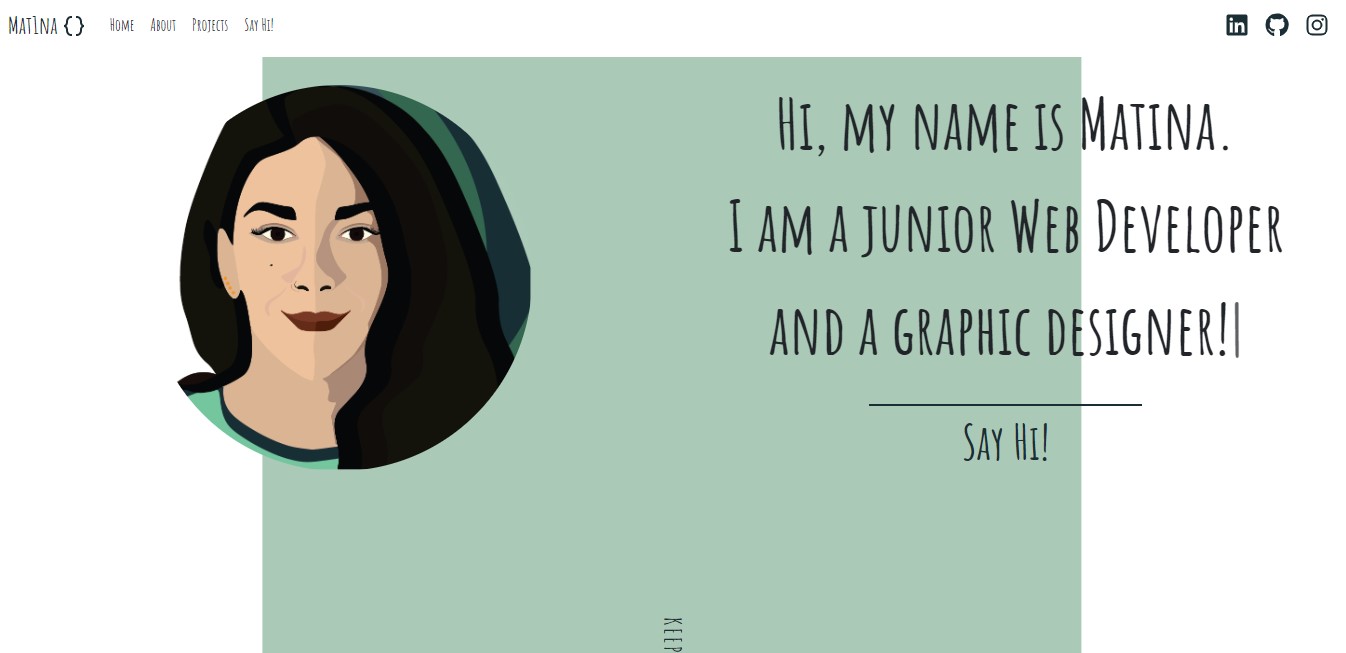 Matina {} Home About Projects Say Hi!
Hi, my name is Matina.
I am a junior Web Developer
and a graphic designer!|
Say Hi!
KEEP